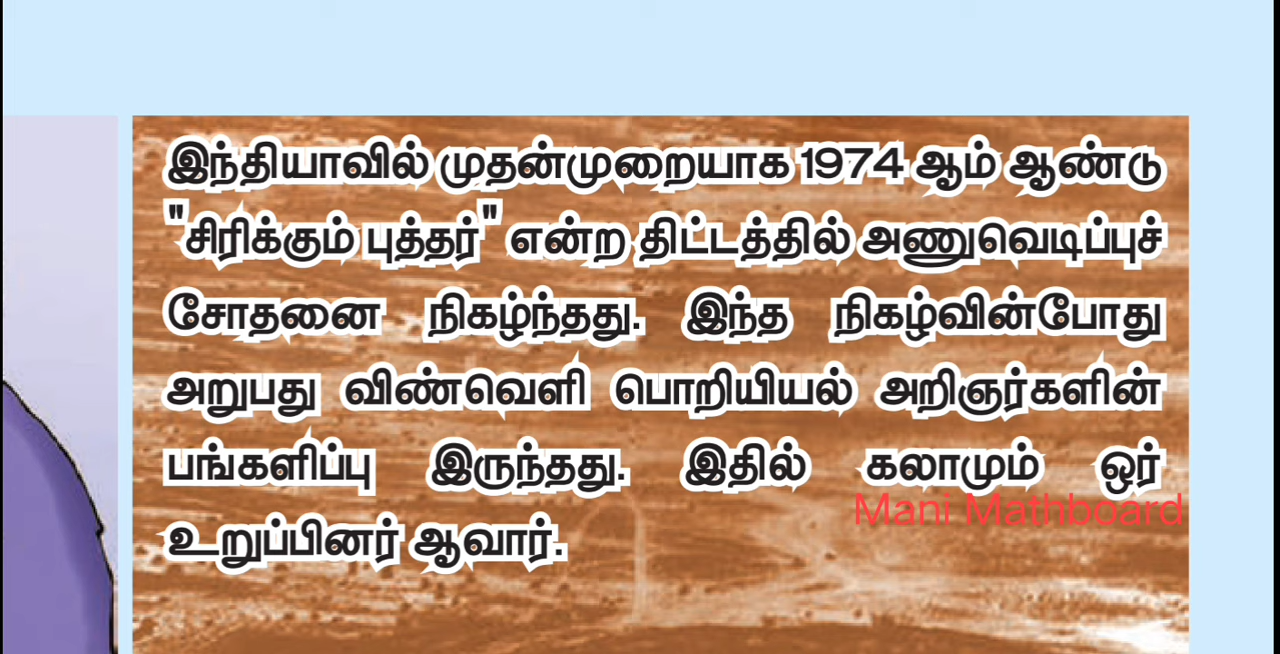 இந்தியாவில் முதன்முறையாக 1974 ஆம் ஆண்டு
"சிரிக்கும் புத்தர்" என்ற திட்டத்தில் அணுவெடிப்புச்
சோதனை நிகழ்ந்தது. இந்த நிகழ்வின்போது
அறுபது விண்வெளி பொறியியல் அறிஞர்களின்
பங்களிப்பு இருந்தது. இதில் கலாமும் ஓர்
Mani Mathboard
உறுப்பினர் ஆவார்.